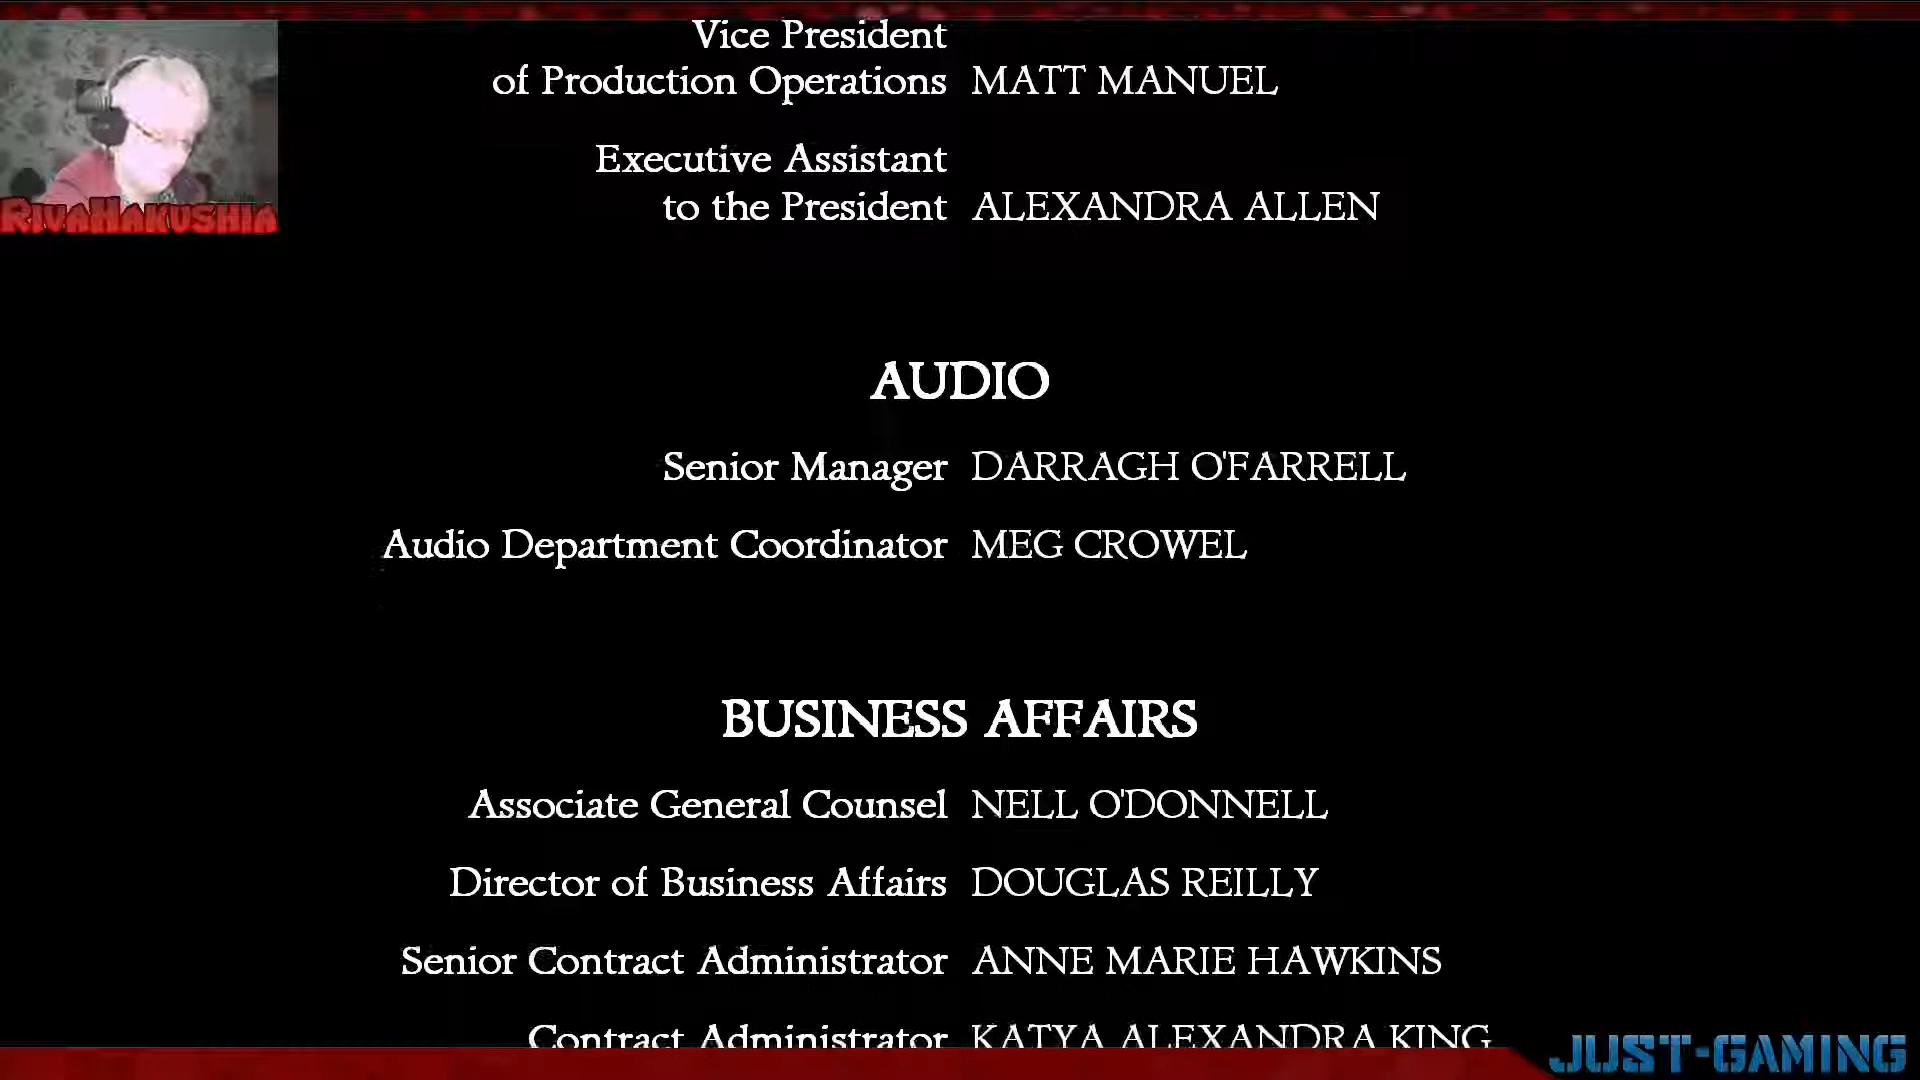 Vice President
of Production Operations MATT MANUEL
Executive Assistant
to the President ALEXANDRA ALLEN
RIVAHAKUSHIA
AUDIO
Senior Manager DARRAGH O'FARRELL
Audio Department Coordinator MEG CROWEL
BUSINESS AFFAIRS
Associate General Counsel NELL O'DONNELL
Director of Business Affairs DOUGLAS REILLY
Senior Contract Administrator ANNE MARIE HAWKINS
Contract Administrator KATYA ALEXANDRA KING
JUST-GAMING